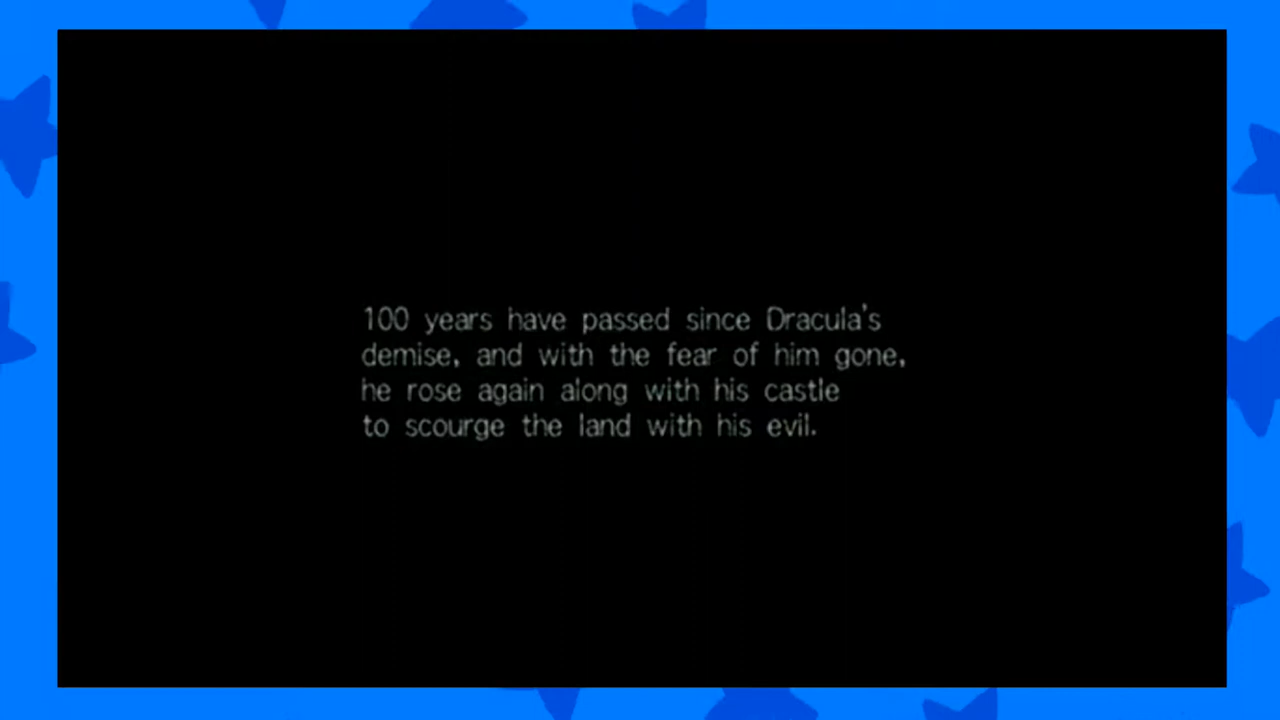 100 years have passed since Dracula's
demise, and with the fear of him gone,
he rose again along with his castle
to scourge the land with his evil.